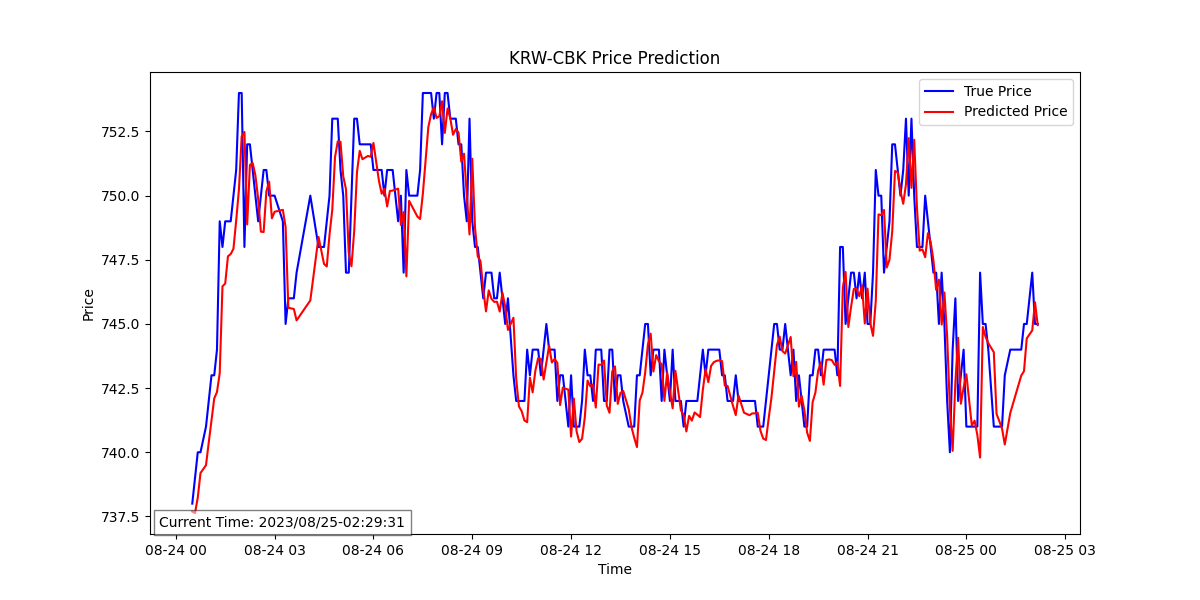 KRW-CBK Price Prediction
True Price
Predicted Price
752.5
750.0
747.5
745.0
742.5
740.0
737.5
Price
Current Time: 2023/08/25-02:29:31
08-24 00 08-24 03 08-24 06 08-24 09 08-24 12 08-24 15 08-24 18 08-24 21 08-25 00 08-25 03
Time